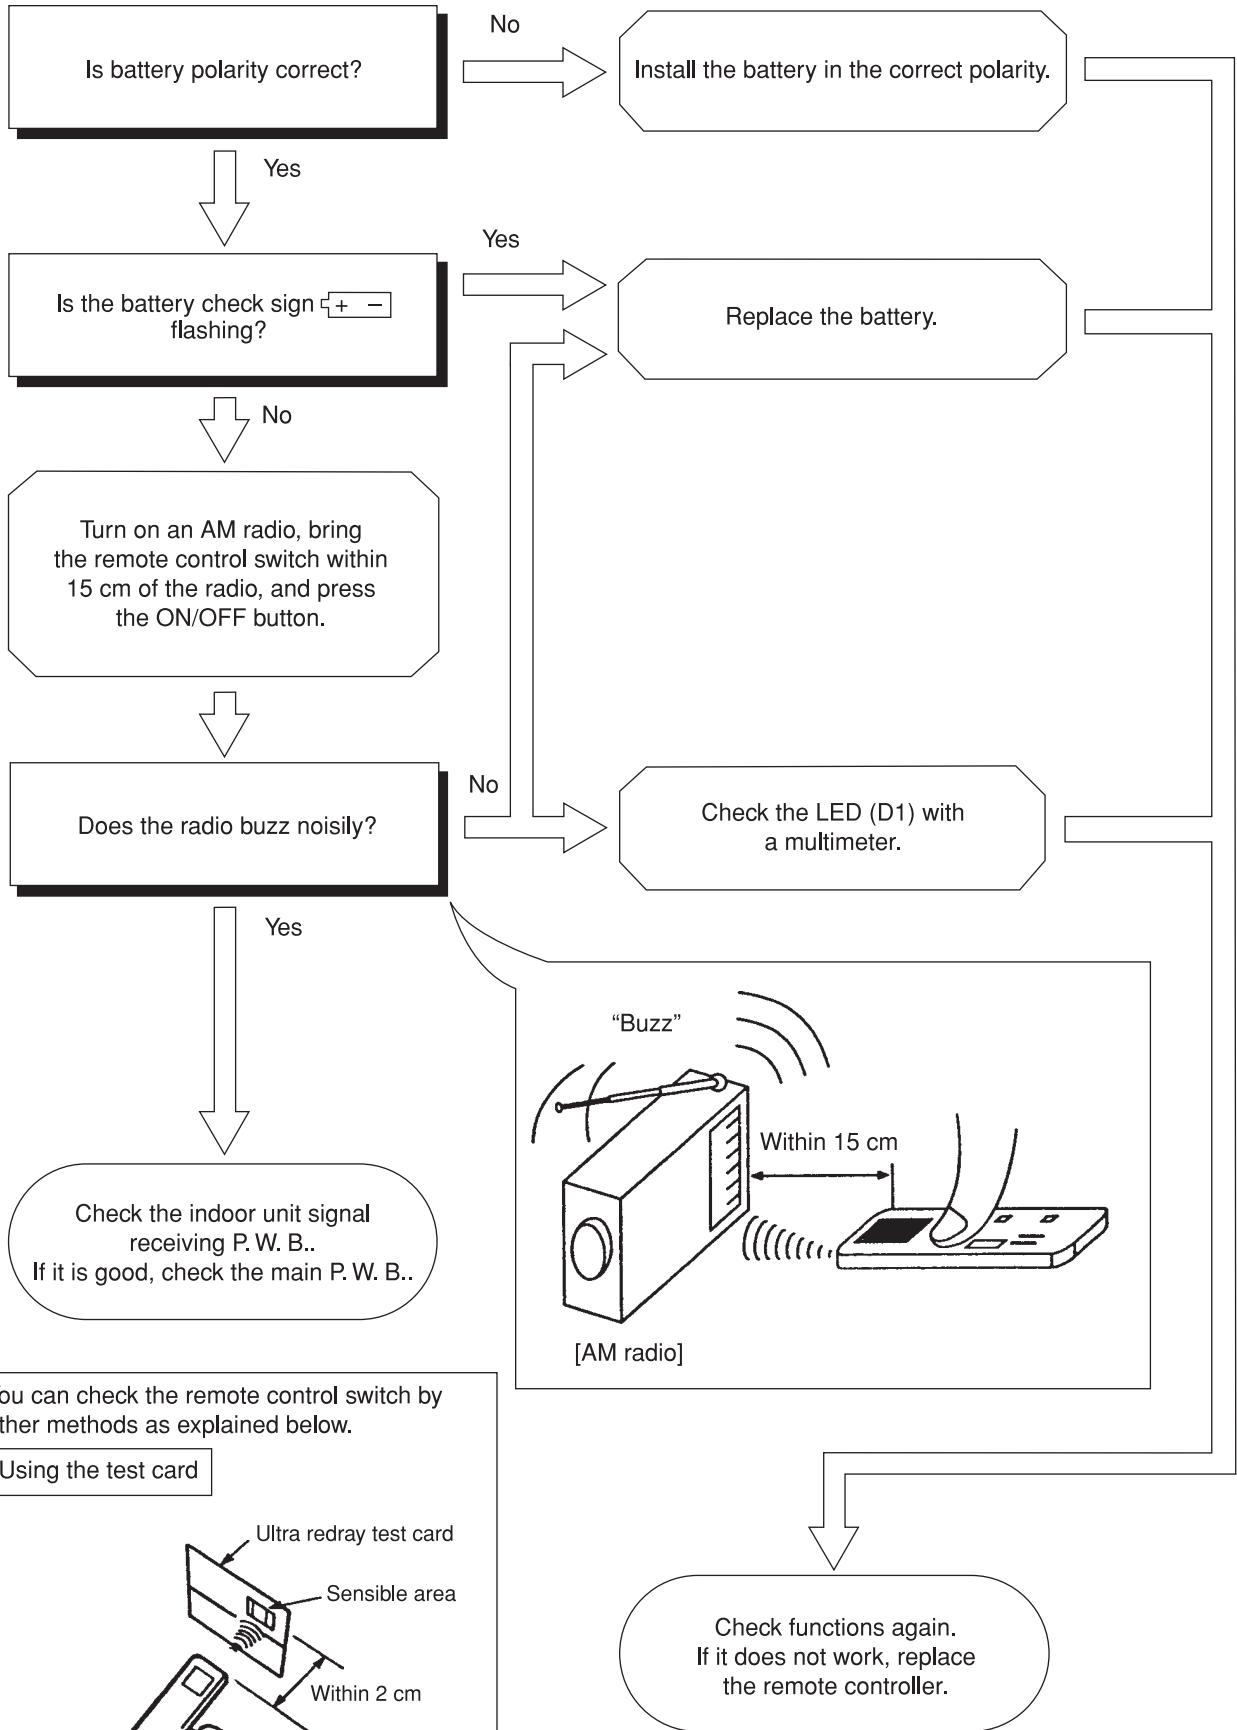 Is battery polarity correct?
No
Install the battery in the correct polarity.
Yes
Is the battery check sign + −
flashing?
Yes
Replace the battery.
No
Turn on an AM radio, bring
the remote control switch within
15 cm of the radio, and press
the ON/OFF button.
Does the radio buzz noisily?
No
Check the LED (D1) with
a multimeter.
Yes
Check the indoor unit signal
receiving P. W. B..
If it is good, check the main P. W. B..
“Buzz”
Within 15 cm
[AM radio]
ou can check the remote control switch by
ther methods as explained below.
Using the test card
Ultra redray test card
Sensible area
Within 2 cm
Check functions again.
If it does not work, replace
the remote controller.